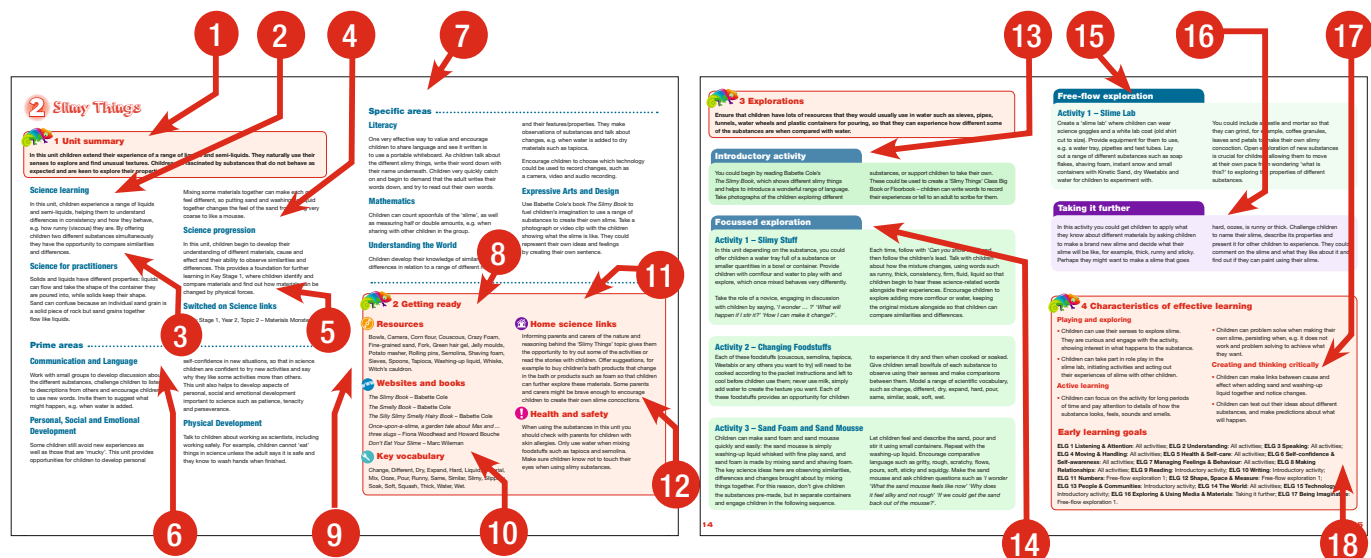 1
2
4
7
13
15
16
17
2 Slimy Things
1 Unit summary
In this unit children extend their experience of a range of and semi-liquids. They naturally use their
senses to explore and find unusual textures. Children fascinated by substances that do not behave as
expected and are keen to explore their
Science learning
In this unit, children experience a range of liquids
and semi-liquids, helping them to understand
differences in consistency and how they behave,
e.g. how runny (viscous) they are. By offering
children two different substances simultaneously
they have the opportunity to compare similarities
and differences.
Science for practitioners
Solids and liquids have different properties: liquids
can flow and take the shape of the container they
are poured into, while solids keep their shape.
Sand can confuse because an individual sand grain is
a solid piece of rock but sand grains together
flow like liquids.
Mixing some materials together can make each
feel different, so putting sand and washing
together changes the feel of the sand from very
coarse to like a mousse.
Science progression
In this unit, children begin to develop their
understanding of different materials, cause and
effect and their ability to observe similarities and
differences. This provides a foundation for further
learning in Key Stage 1, where children identify and
compare materials and find out how can be
changed by physical forces.
Switched on Science links
Stage 1, Year 2, Topic 2 – Materials
3
5
Prime areas
Communication and Language
Work with small groups to develop discussion about
the different substances, challenge children to listen
to descriptions from others and encourage children
to use new words. Invite them to suggest what
might happen, e.g. when water is added.
Personal, Social and Emotional
Development
Some children still avoid new experiences as
well as those that are 'mucky'. This unit provides
opportunities for children to develop personal
self-confidence in new situations, so that in science
children are confident to try new activities and say
why they like some activities more than others.
This unit also helps to develop aspects of
personal, social and emotional development
important to science such as patience,
and perseverance.
Physical Development
Talk to children about working as scientists, including
working safely. For example, children cannot 'eat'
things in science unless the adult says it is safe and
they know to wash hands when finished.
6
9
Specific areas
Literacy
One very effective way to value and encourage
children to share language and see it written is
to use a portable whiteboard. As children talk about
the different slimy things, write their word down with
their name underneath. Children very quickly catch
on and begin to demand that the adult writes their
words down, and try to read out their own words.
Mathematics
Children can count spoonfuls of the 'slime', as well
as measuring half or double amounts, e.g. when
sharing with other children in the group.
Understanding the World
Children develop their knowledge of
differences in relation to a range of different
and their features/properties. They make
observations of substances and talk about
changes, e.g. when water is added to dry
materials such as tapioca.
Encourage children to choose which technology
could be used to record changes, such as
a camera, video and audio recording.
Expressive Arts and Design
Use Babette Cole's book The Slimy Book to
fuel children's imagination to use a range of
substances to create their own slime. Take a
photograph or video clip with the children
showing what the slime is like. They could
represent their own ideas and feelings
by creating their own sentence.
8
11
2 Getting ready
Resources
Bowls, Camera, Corn flour, Couscous, Crazy Foam,
Fine-grained sand, Fork, Green hair gel, Jelly moulds,
Potato masher, Rolling pins, Semolina, Shaving foam,
Sieves, Spoons, Tapioca, Washing-up liquid, Whisks,
Witch's cauldron.
Websites and books
The Slimy Book – Babette Cole
The Smelly Book – Babette Cole
The Silly Slimy Smelly Hairy Book – Babette Cole
Once-upon-a-slime, a garden tale about Max and ...
three slugs – Fiona Woodhead and Howard Bouche
Don't Eat Your Slime – Marc Wileman
Key vocabulary
Change, Different, Dry, Expand, Hard, Liquid,
Mix, Ooze, Pour, Runny, Same, Similar, Slimy,
Soak, Soft, Squash, Thick, Water, Wet.
Home science links
Informing parents and carers of the nature and
reasoning behind the 'Slimy Things' topic gives them
the opportunity to try out some of the activities or
read the stories with children. Offer suggestions, for
example to buy children's bath products that change
in the bath or products such as foam so that children
can further explore these materials. Some parents
and carers might be brave enough to encourage
children to create their own slime concoctions.
Health and safety
When using the substances in this unit you
should check with parents for children with
skin allergies. Only use water when mixing
foodstuffs such as tapioca and semolina.
Make sure children know not to touch their
eyes when using slimy substances.
12
10
3 Explorations
Ensure that children have lots of resources that they would usually use in water such as sieves, pipes,
funnels, water wheels and plastic containers for pouring, so that they can experience how different some
of the substances are when compared with water.
Introductory activity
You could begin by reading Babette Cole's
The Slimy Book, which shows different slimy things
and helps to introduce a wonderful range of language.
Take photographs of the children exploring different
substances, or support children to take their own.
These could be used to create a 'Slimy Things' Class Big
Book or Floorbook – children can write words to record
their experiences or tell to an adult to scribe for them.
Focussed exploration
Activity 1 – Slimy Stuff
In this unit depending on the substance, you could
offer children a water tray full of a substance or
smaller quantities in a bowl or container. Provide
children with cornflour and water to play with and
explore, which once mixed behaves very differently.
Take the role of a novice, engaging in discussion
with children by saying, 'I wonder ... ?' 'What will
happen if I stir it?' 'How I can make it change?'.
Each time, follow with 'Can you show and
then follow the children's lead. Talk with children
about how the mixture changes, using words such
as runny, thick, consistency, firm, fluid, liquid so that
children begin to hear these science-related words
alongside their experiences. Encourage children to
explore adding more cornflour or water, keeping
the original mixture alongside so that children can
compare similarities and differences.
Activity 2 – Changing Foodstuffs
Each of these foodstuffs (couscous, semolina, tapioca,
Weetabix or any others you want to try) will need to be
cooked according to the packet instructions and left to
cool before children use them; never use milk, simply
add water to create the texture you want. Each of
these foodstuffs provides an opportunity for children
to experience it dry and then when cooked or soaked.
Give children small bowlfuls of each substance to
observe using their senses and make comparisons
between them. Model a range of scientific vocabulary,
such as change, different, dry, expand, hard, pour,
same, similar, soak, soft, wet.
Activity 3 – Sand Foam and Sand Mousse
Children can make sand foam and sand mousse
quickly and easily: the sand mousse is simply
washing-up liquid whisked with fine play sand, and
sand foam is made by mixing sand and shaving foam.
The key science ideas here are observing similarities,
differences and changes brought about by mixing
things together. For this reason, don't give children
the substances pre-made, but in separate containers
and engage children in the following sequence.
Let children feel and describe the sand, pour and
stir it using small containers. Repeat with the
washing-up liquid. Encourage comparative
language such as gritty, rough, scratchy, flows,
pours, soft, sticky and squidgy. Make the sand
mousse and ask children questions such as 'I wonder
'What the sand mousse feels like now' 'Why does
it feel silky and not rough' 'If we could get the sand
back out of the mousse?'.
14
14
Free-flow exploration
Activity 1 – Slime Lab
Create a 'slime lab' where children can wear
science goggles and a white lab coat (old shirt
cut to size). Provide equipment for them to use,
e.g. a water tray, pipettes and test tubes. Lay
out a range of different substances such as soap
flakes, shaving foam, instant snow and small
containers with Kinetic Sand, dry Weetabix and
water for children to experiment with.
You could include a pestle and mortar so that
they can grind, for example, coffee granules,
leaves and petals to make their own slimy
concoction. Open exploration of new substances
is crucial for children allowing them to move
at their own pace from wondering 'what is
this?' to exploring the properties of different
substances.
Taking it further
In this activity you could get children to apply what
they know about different materials by asking children
to make a brand new slime and decide what their
slime will be like, for example, thick, runny and sticky.
Perhaps they might want to make a slime that goes
hard, oozes, is runny or thick. Challenge children
to name their slime, describe its properties and
present it for other children to experience. They could
comment on the slime and what they like about it and
find out if they can paint using their slime.
4 Characteristics of effective learning
Playing and exploring
• Children can use their senses to explore slime.
They are curious and engage with the activity,
showing interest in what happens to the substance.
• Children can take part in role play in the
slime lab, initiating activities and acting out
their experiences of slime with other children.
Active learning
• Children can focus on the activity for long periods
of time and pay attention to details of how the
substance looks, feels, sounds and smells.
• Children can problem solve when making their
own slime, persisting when, e.g. it does not
work and problem solving to achieve what
they want.
Creating and thinking critically
• Children can make links between cause and
effect when adding sand and washing-up
liquid together and notice changes.
• Children can test out their ideas about different
substances, and make predictions about what
will happen.
Early learning goals
ELG 1 Listening & Attention: All activities; ELG 2 Understanding: All activities; ELG 3 Speaking: All activities;
ELG 4 Moving & Handling: All activities; ELG 5 Health & Self-care: All activities; ELG 6 Self-confidence &
Self-awareness: All activities; ELG 7 Managing Feelings & Behaviour: All activities; ELG 8 Making
Relationships: All activities; ELG 9 Reading: Introductory activity; ELG 10 Writing: Introductory activity;
ELG 11 Numbers: Free-flow exploration 1; ELG 12 Shape, Space & Measure: Free-flow exploration 1;
ELG 13 People & Communities: Introductory activity; ELG 14 The World: All activities; ELG 15 Technology:
Introductory activity; ELG 16 Exploring & Using Media & Materials: Taking it further; ELG 17 Being
Free-flow exploration 1.
18